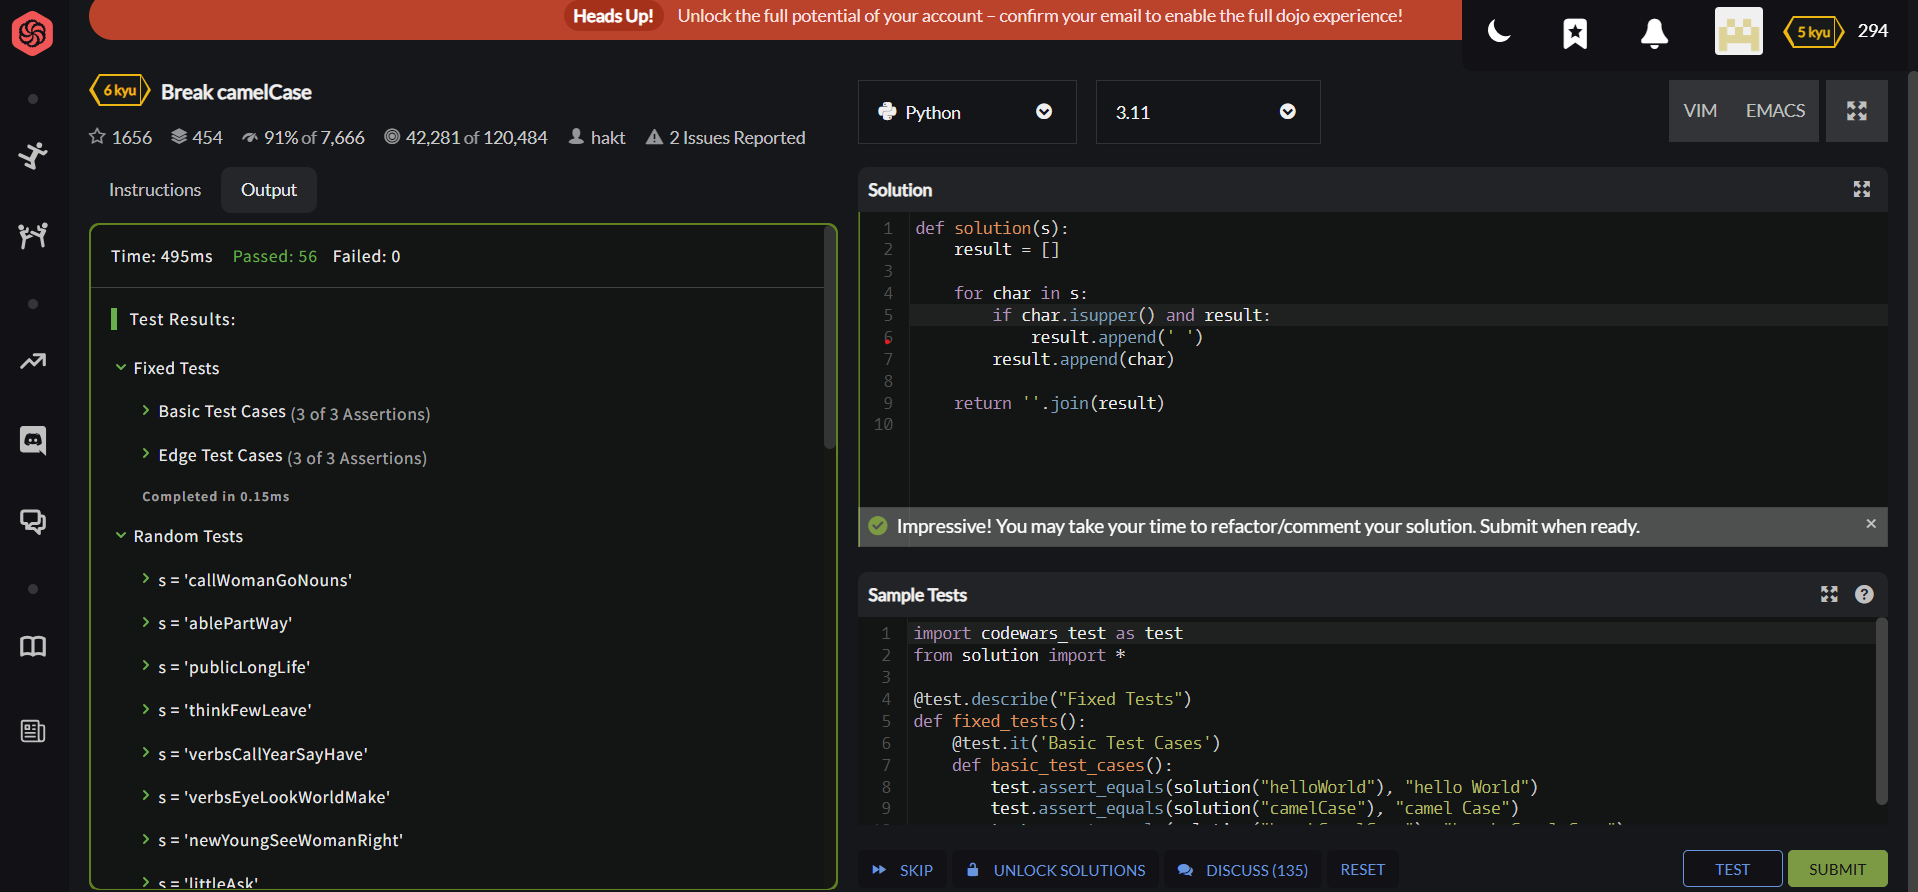 Heads Up! Unlock the full potential of your account – confirm your email to enable the full dojo experience!
5 kyu 294
6 kyu Break camelCase
1656 454 91% of 7,666 42,281 of 120,484 hakt 2 Issues Reported
Instructions Output
Time: 495ms Passed: 56 Failed: 0
Test Results:
Fixed Tests
Basic Test Cases (3 of 3 Assertions)
Edge Test Cases (3 of 3 Assertions)
Completed in 0.15ms
Random Tests
s = 'callWomanGoNouns'
s = 'ablePartWay'
s = 'publicLongLife'
s = 'thinkFewLeave'
s = 'verbsCallYearSayHave'
s = 'verbsEyeLookWorldMake'
s = 'newYoungSeeWomanRight'
s = 'littleAsk'
Python 3.11 VIM EMACS
Solution
1 def solution(s):
2     result = []
3
4     for char in s:
5         if char.isupper() and result:
6             result.append(' ')
7         result.append(char)
8
9     return ''.join(result)
10
Impressive! You may take your time to refactor/comment your solution. Submit when ready. ×
Sample Tests ?
1 import codewars_test as test
2 from solution import *
3
4 @test.describe("Fixed Tests")
5 def fixed_tests():
6     @test.it('Basic Test Cases')
7     def basic_test_cases():
8         test.assert_equals(solution("helloWorld"), "hello World")
9         test.assert_equals(solution("camelCase"), "camel Case")
SKIP UNLOCK SOLUTIONS DISCUSS (135) RESET TEST SUBMIT